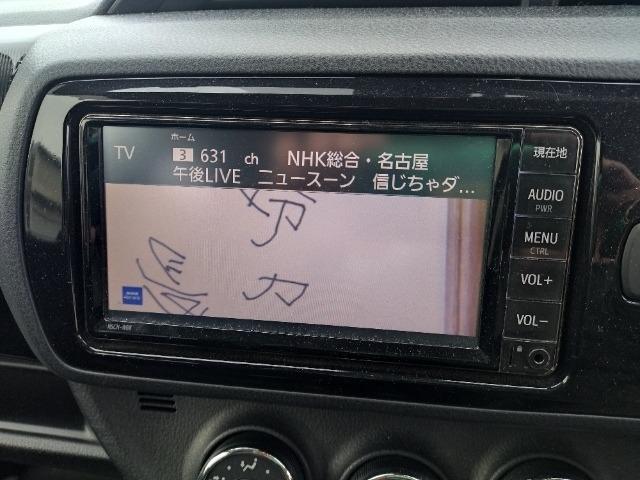 ホーム
TV
3 631 ch NHK総合・名古屋
午後LIVE ニュースーン 信じちゃダ...
力
現在地
AUDIO
PWR
MENU
CTRL
VOL+
VOL-